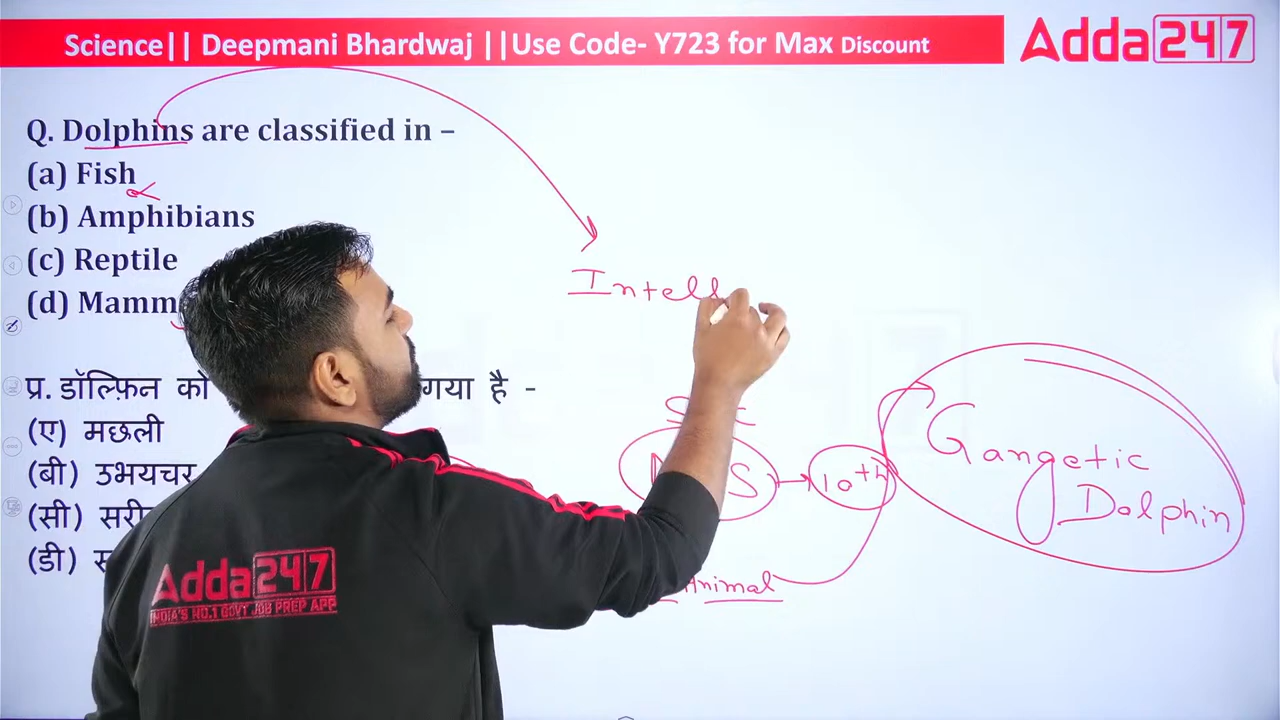 Science|| Deepmani Bhardwaj ||Use Code- Y723 for Max Discount
Adda247
Q. Dolphins are classified in –
(a) Fish
(b) Amphibians
(c) Reptile
(d) Mamm
प्र. डॉल्फ़िन को गया है -
(ए) मछली
(बी) उभयचर
(सी)
(डी)
Intell
10th
Gangetic
Dolphin
Animal
Adda247
INDIA'S NO.1 GOVT JOB PREP APP